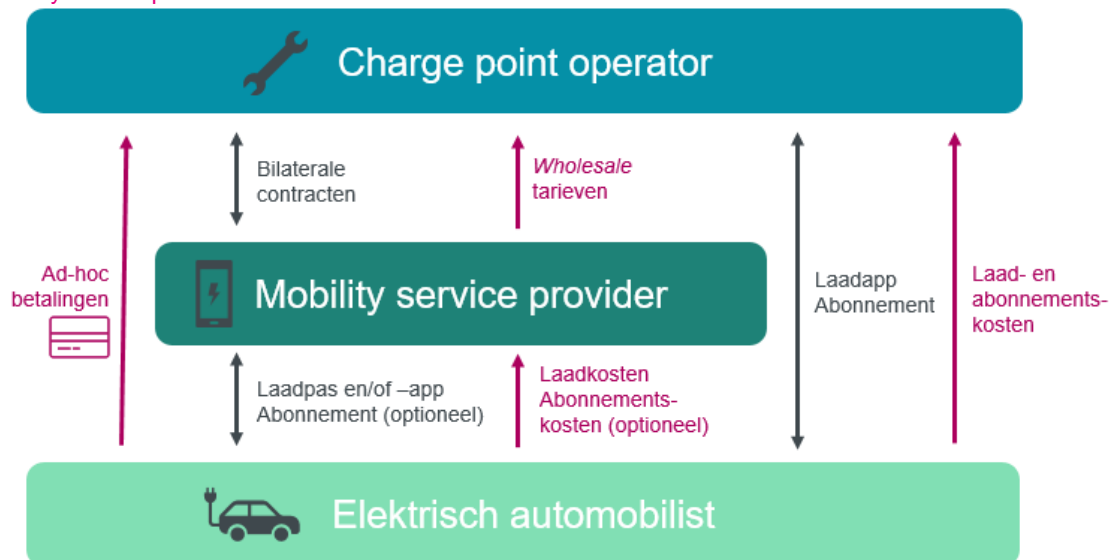 Charge point operator
Bilaterale
contracten
Wholesale
tarieven
Ad-hoc
betalingen
Mobility service provider
Laadapp
Abonnement
Laad- en
abonnements-
kosten
Laadpas en/of –app
Abonnement (optioneel)
Laadkosten
Abonnements-
kosten (optioneel)
Elektrisch automobilist